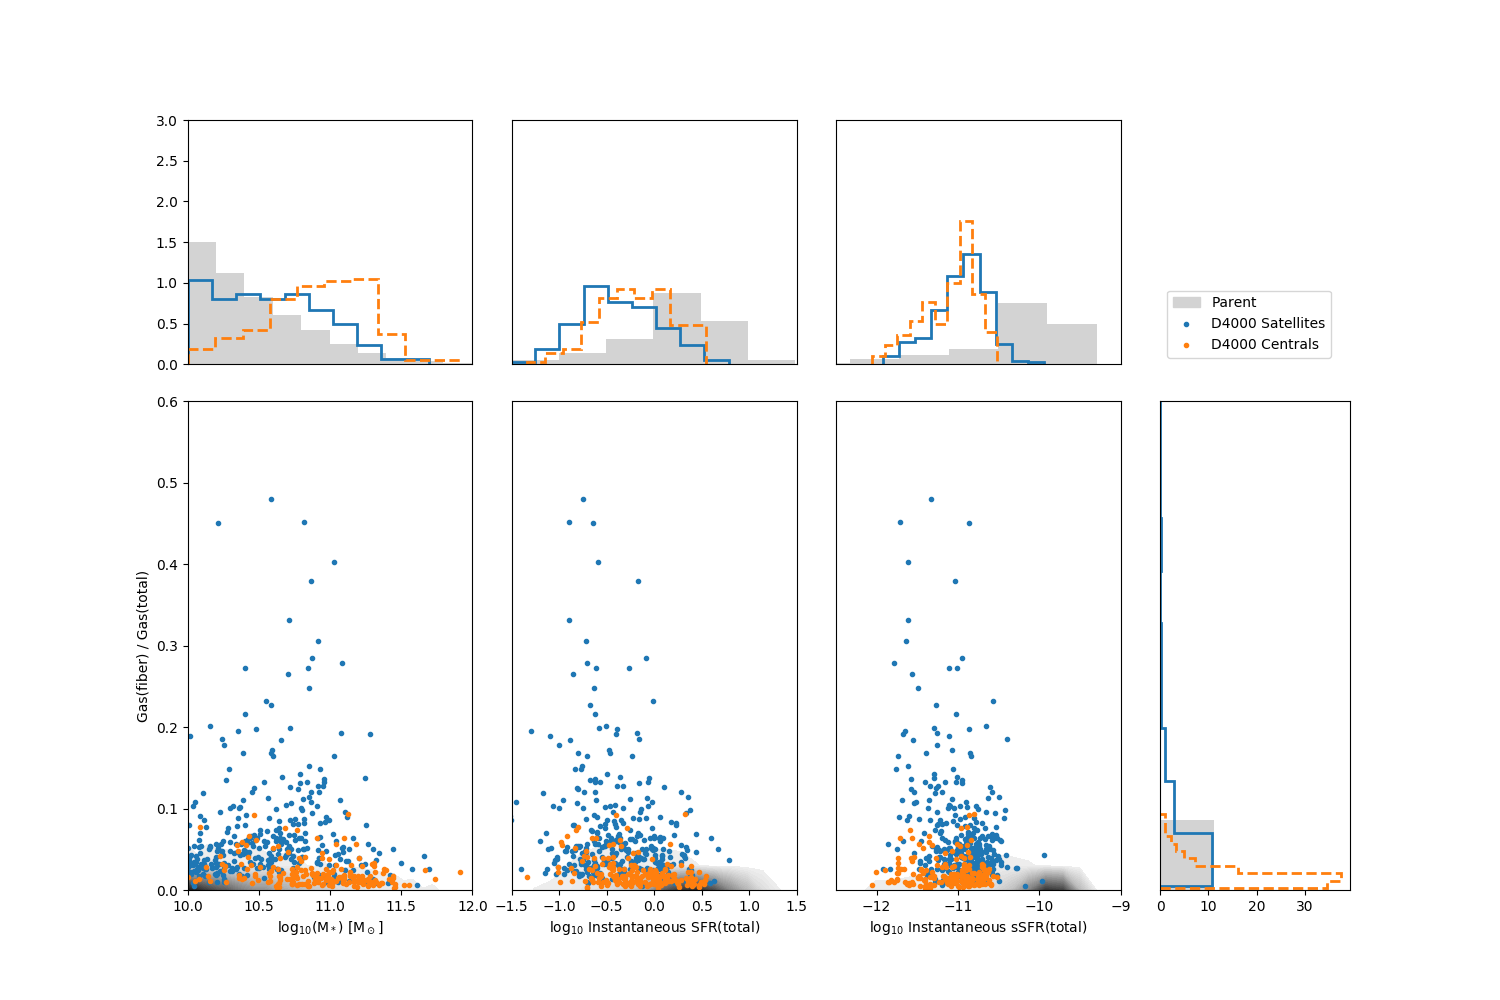 3.0
2.5
2.0
1.5
1.0
0.5
0.0
Parent
D4000 Satellites
D4000 Centrals
0.6
0.5
0.4
0.3
0.2
0.1
0.0
Gas(fiber) / Gas(total)
10.0 10.5 11.0 11.5 12.0
−1.5 −1.0 −0.5 0.0 0.5 1.0 1.5
−12 −11 −10 −9
0 10 20 30
log₁₀(M∗) [M⊙]
log₁₀ Instantaneous SFR(total)
log₁₀ Instantaneous sSFR(total)